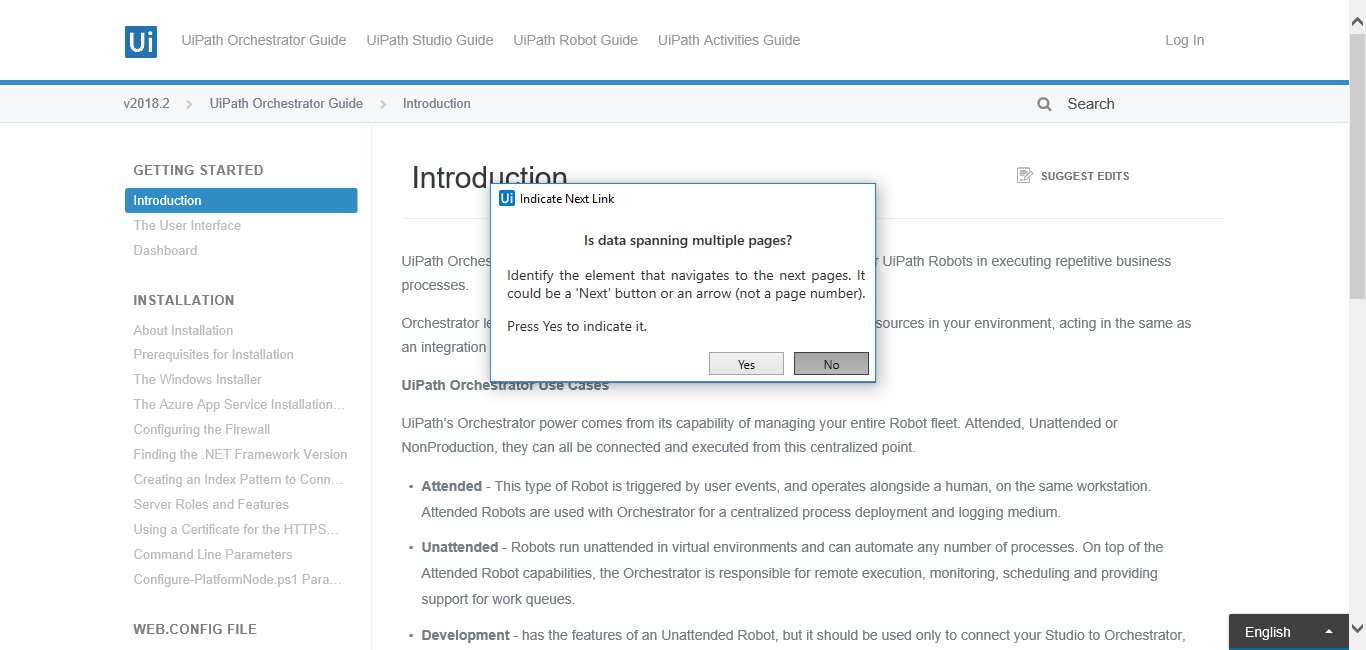 Ui UiPath Orchestrator Guide UiPath Studio Guide UiPath Robot Guide UiPath Activities Guide Log In
v2018.2 UiPath Orchestrator Guide Introduction Search
GETTING STARTED
Introduction
The User Interface
Dashboard
INSTALLATION
About Installation
Prerequisites for Installation
The Windows Installer
The Azure App Service Installation...
Configuring the Firewall
Finding the .NET Framework Version
Creating an Index Pattern to Conn...
Server Roles and Features
Using a Certificate for the HTTPS...
Command Line Parameters
Configure-PlatformNode.ps1 Para...
WEB.CONFIG FILE
Introduction
SUGGEST EDITS
Ui Indicate Next Link
Is data spanning multiple pages?
Identify the element that navigates to the next pages. It
could be a 'Next' button or an arrow (not a page number).
Press Yes to indicate it.
Yes No
UiPath Orches UiPath Robots in executing repetitive business
processes.
Orchestrator sources in your environment, acting in the same as
an integration
UiPath Orchestrator Use Cases
UiPath’s Orchestrator power comes from its capability of managing your entire Robot fleet. Attended, Unattended or
NonProduction, they can all be connected and executed from this centralized point.
• Attended - This type of Robot is triggered by user events, and operates alongside a human, on the same workstation.
Attended Robots are used with Orchestrator for a centralized process deployment and logging medium.
• Unattended - Robots run unattended in virtual environments and can automate any number of processes. On top of the
Attended Robot capabilities, the Orchestrator is responsible for remote execution, monitoring, scheduling and providing
support for work queues.
• Development - has the features of an Unattended Robot, but it should be used only to connect your Studio to Orchestrator,
English